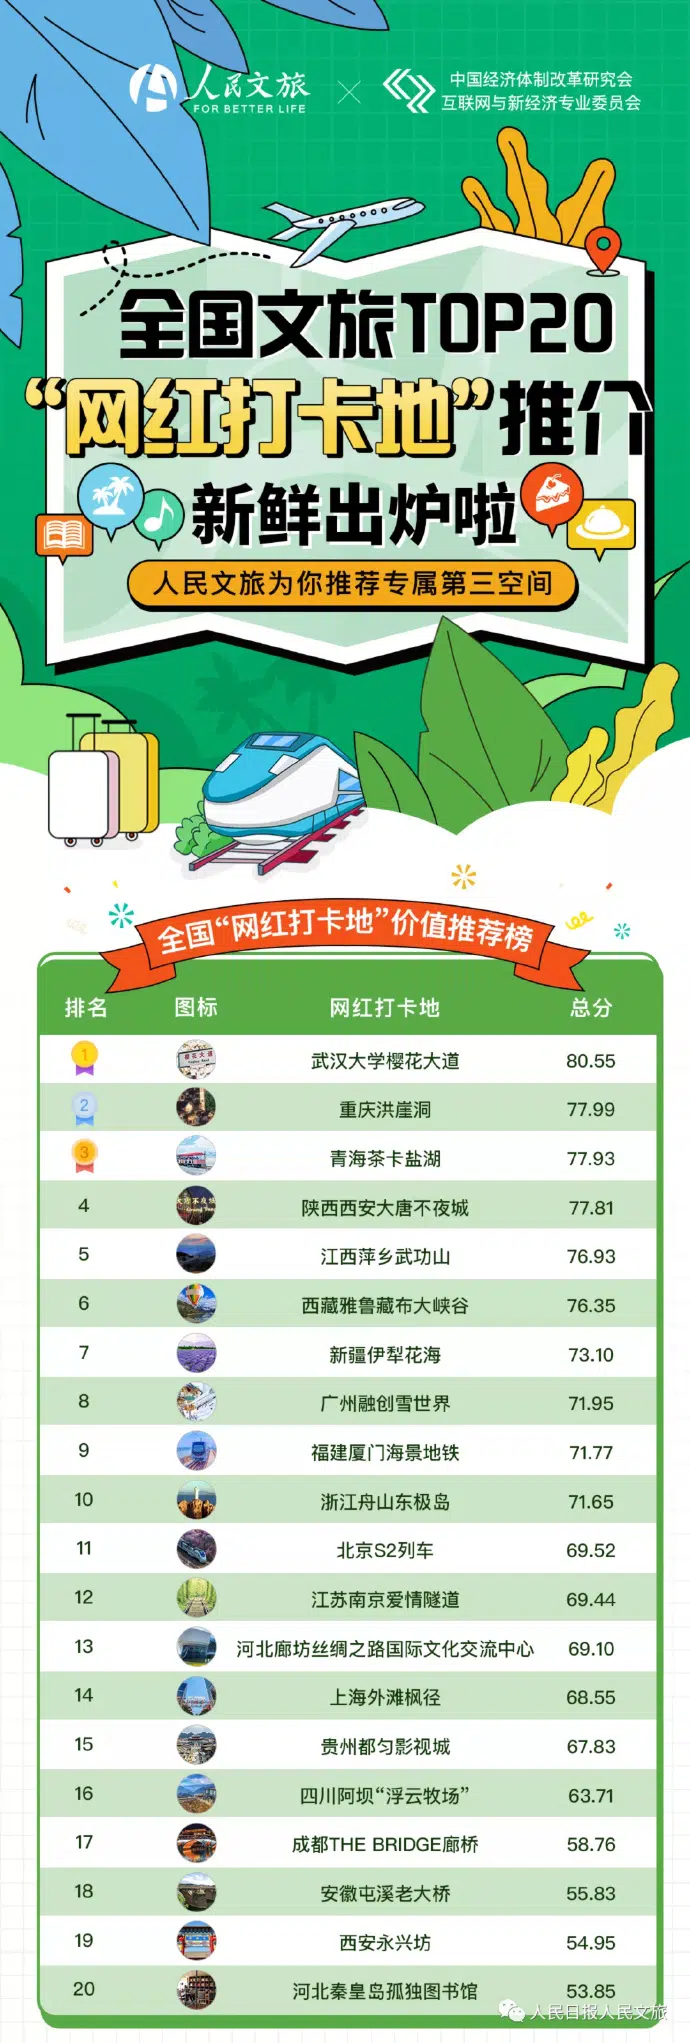 人民文旅
FOR BETTER LIFE
中国经济体制改革研究会
互联网与新经济专业委员会
全国文旅TOP20
“网红打卡地”推介
新鲜出炉啦
人民文旅为你推荐专属第三空间
全国“网红打卡地”价值推荐榜
排名 图标 网红打卡地 总分
1 武汉大学樱花大道 80.55
2 重庆洪崖洞 77.99
3 青海茶卡盐湖 77.93
4 陕西西安大唐不夜城 77.81
5 江西萍乡武功山 76.93
6 西藏雅鲁藏布大峡谷 76.35
7 新疆伊犁花海 73.10
8 广州融创雪世界 71.95
9 福建厦门海景地铁 71.77
10 浙江舟山东极岛 71.65
11 北京S2列车 69.52
12 江苏南京爱情隧道 69.44
13 河北廊坊丝绸之路国际文化交流中心 69.10
14 上海外滩枫径 68.55
15 贵州都匀影视城 67.83
16 四川阿坝“浮云牧场” 63.71
17 成都THE BRIDGE廊桥 58.76
18 安徽屯溪老大桥 55.83
19 西安永兴坊 54.95
20 河北秦皇岛孤独图书馆 53.85
人民日报人民文旅